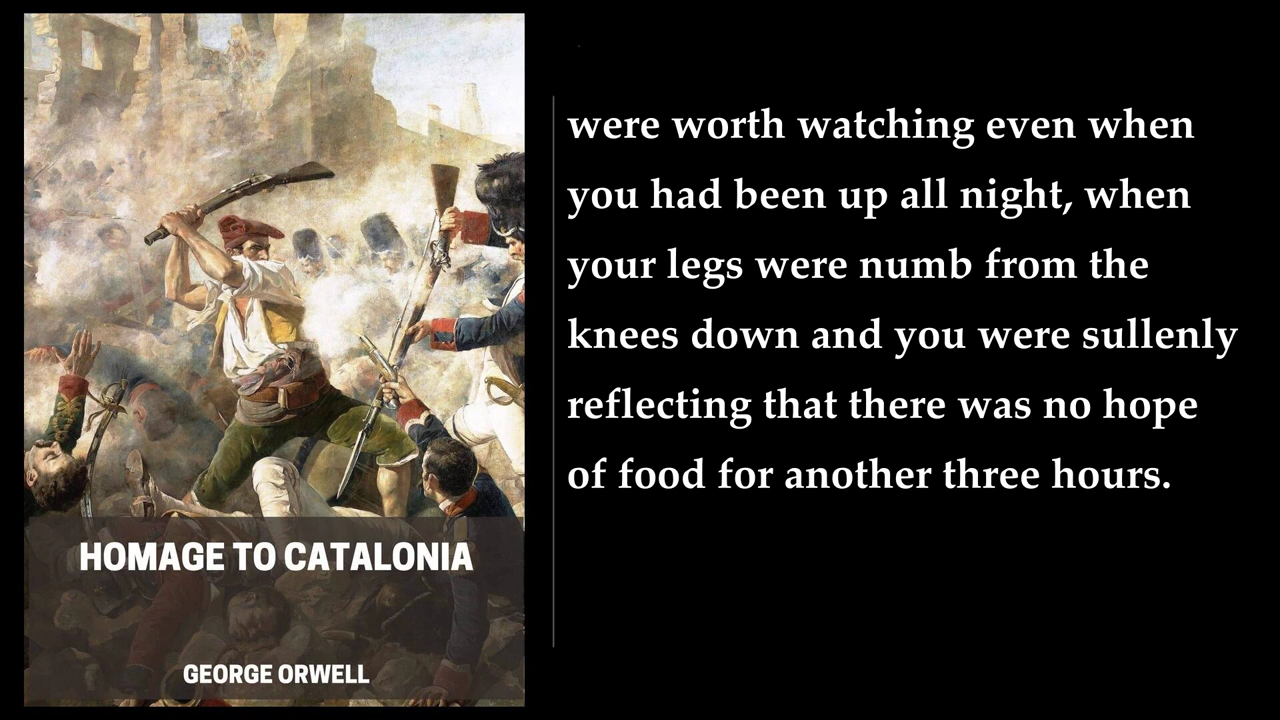 HOMAGE TO CATALONIA
GEORGE ORWELL
were worth watching even when
you had been up all night, when
your legs were numb from the
knees down and you were sullenly
reflecting that there was no hope
of food for another three hours.